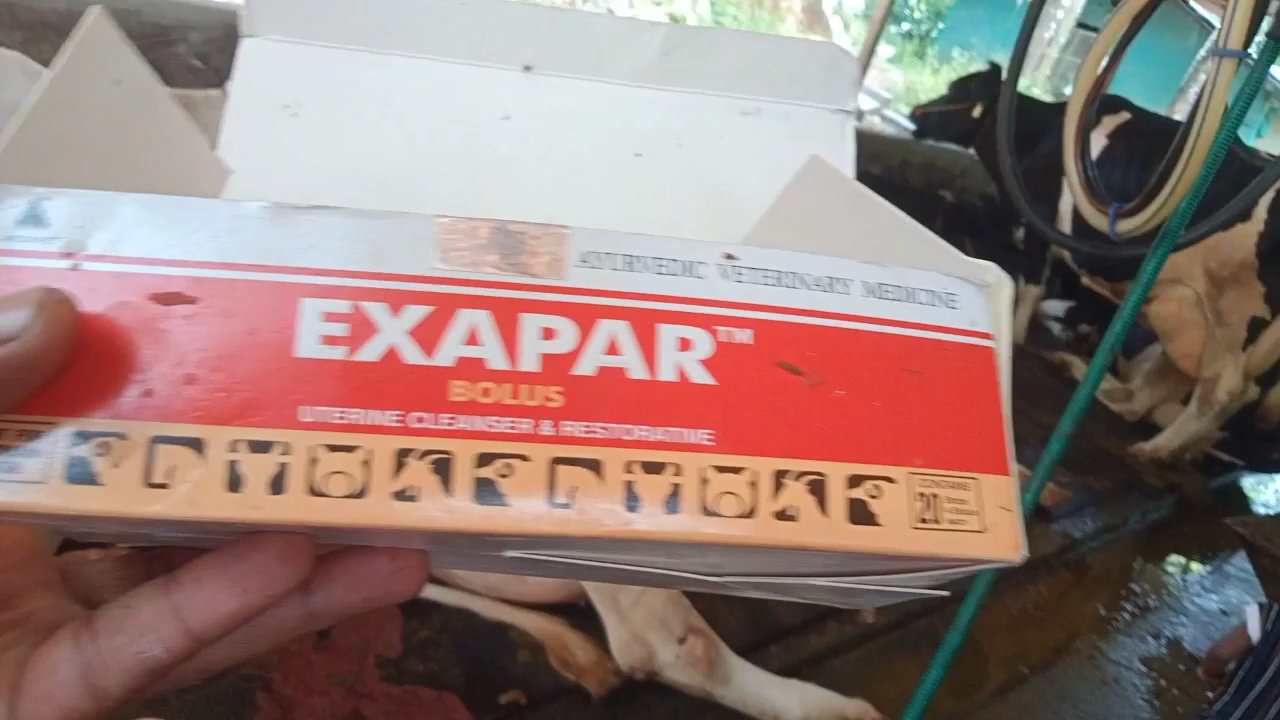 AYURVEDIC VETERINARY MEDICINE
EXAPAR™
BOLUS
UTERINE CLEANSER & RESTORATIVE
CONTAINS
20